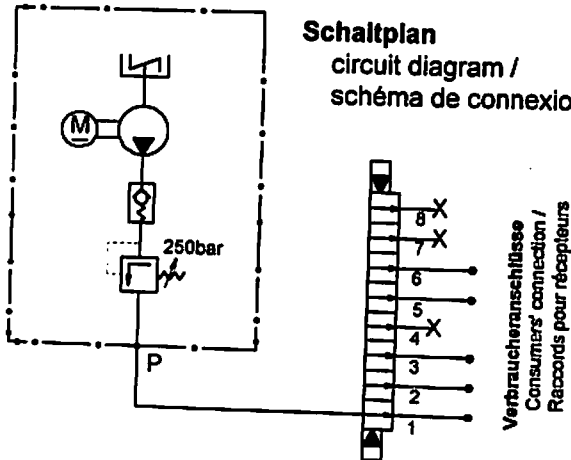 Schaltplan
circuit diagram /
schéma de connexio
M
250bar
P
8
7
6
5
4
3
2
1
Verbraucheranschlüsse
Consumers' connection /
Raccords pour récepteurs